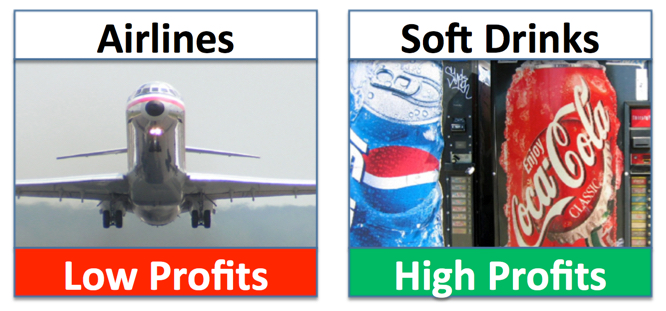 Airlines
Low Profits
Soft Drinks
Enjoy
Coca-Cola
CLASSIC
High Profits